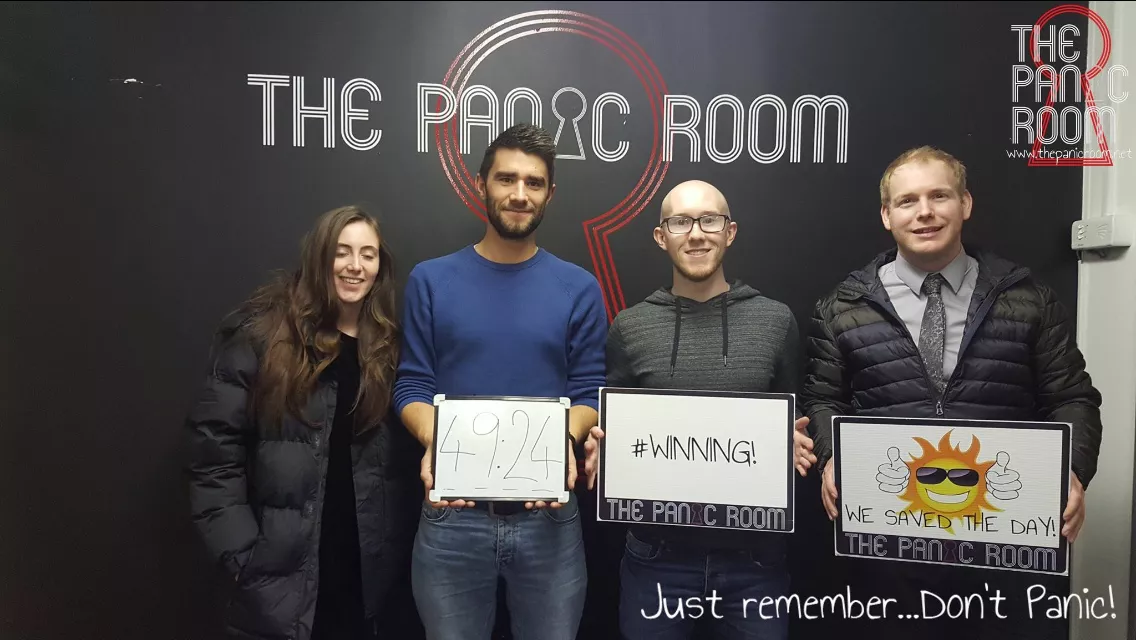 THE PANIC ROOM
THE
PANIC
ROOM
www.thepanicroom.net
49:24
#WINNING!
THE PANIC ROOM
WE SAVED THE DAY!
THE PANIC ROOM
Just remember...Don't Panic!